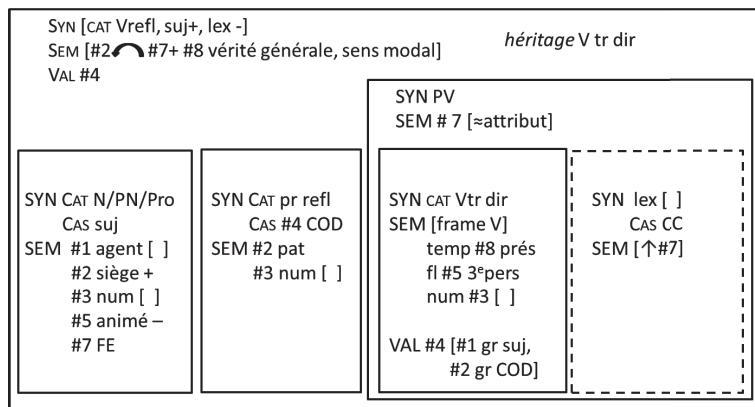 SYN [CAT Vrefl, suj+, lex -]
SEM [#2 #7+ #8 vérité générale, sens modal]
VAL #4
héritage V tr dir
SYN PV
SEM # 7 [≈attribut]
SYN CAT N/PN/Pro
CAS suj
SEM #1 agent [ ]
#2 siège +
#3 num [ ]
#5 animé –
#7 FE
SYN CAT pr refl
CAS #4 COD
SEM #2 pat
#3 num [ ]
SYN CAT Vtr dir
SEM [frame V]
temp #8 prés
fl #5 3ᵉpers
num #3 [ ]
VAL #4 [#1 gr suj,
#2 gr COD]
SYN lex [ ]
CAS CC
SEM [↑#7]